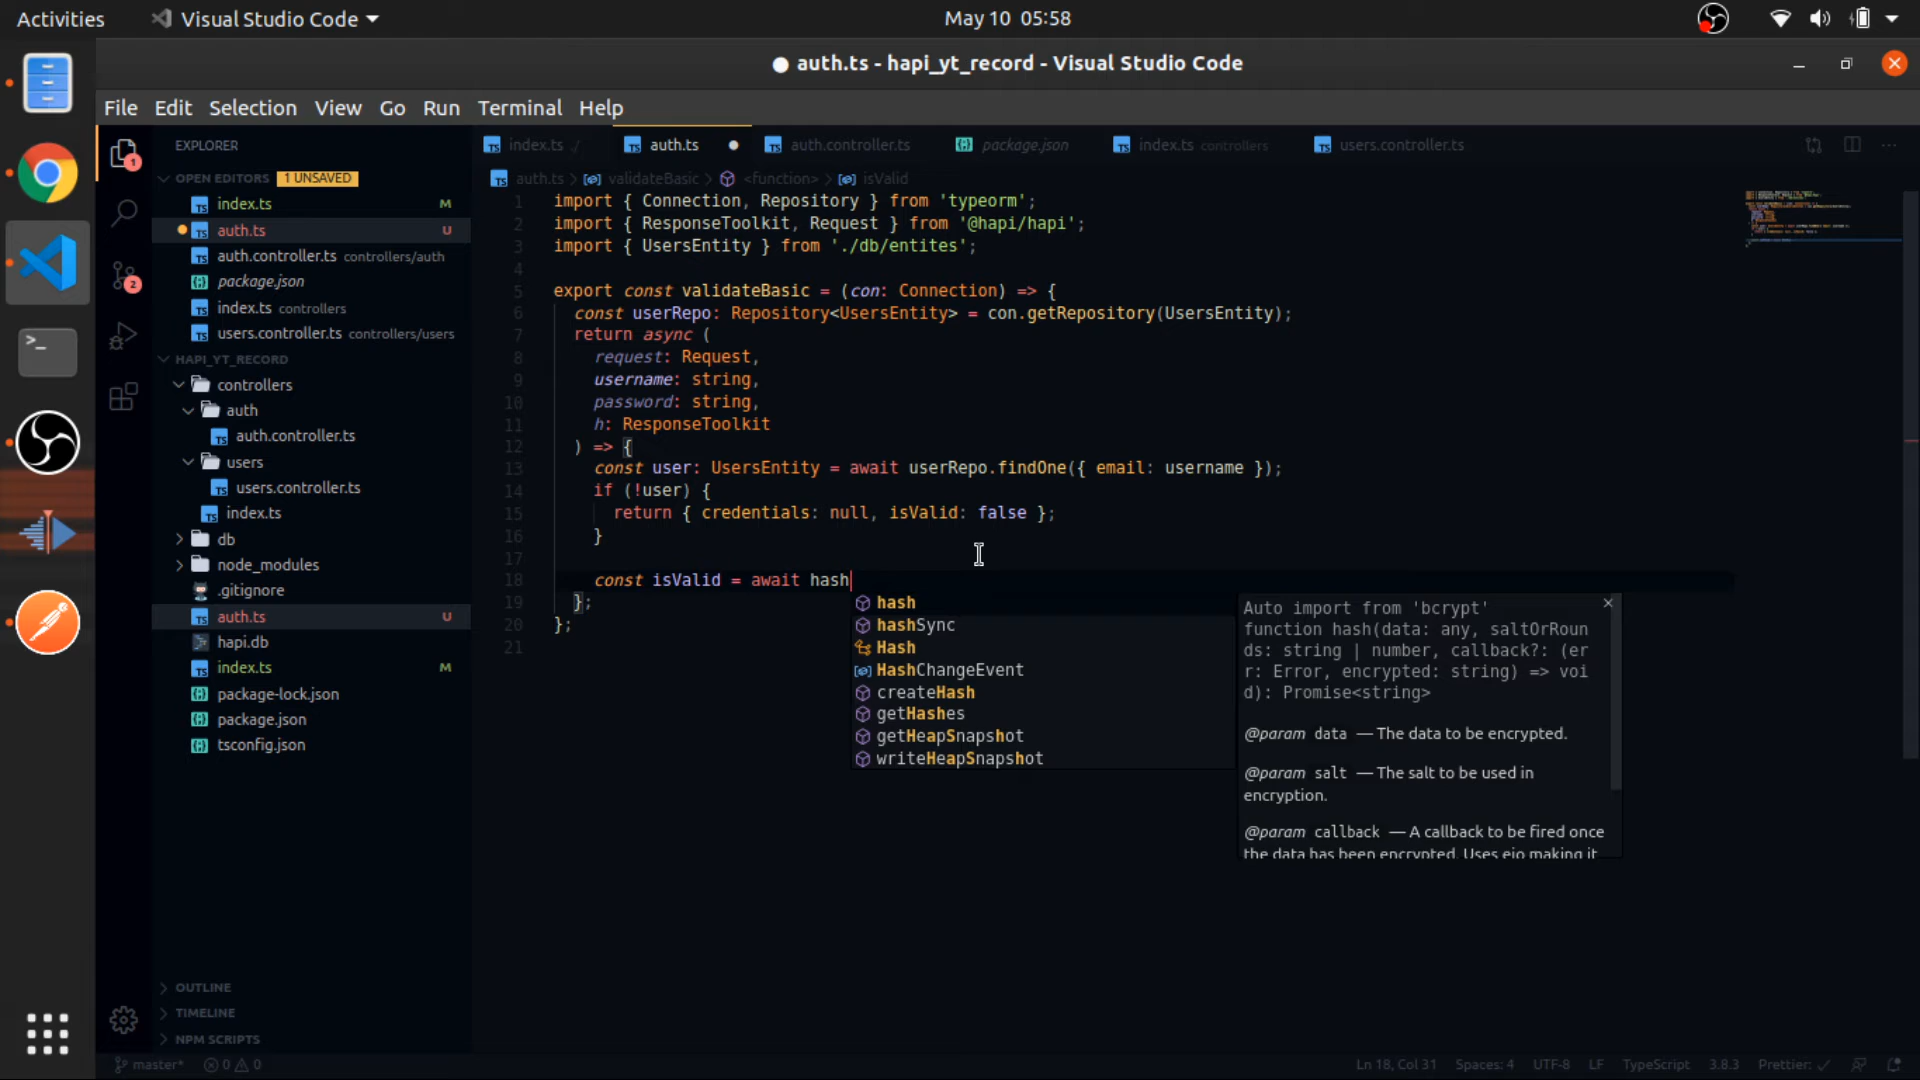 Activities
Visual Studio Code
May 10 05:58
auth.ts - hapi_yt_record - Visual Studio Code
File Edit Selection View Go Run Terminal Help
EXPLORER
OPEN EDITORS 1 UNSAVED
index.ts M
auth.ts U
auth.controller.ts controllers/auth
package.json
index.ts controllers
users.controller.ts controllers/users
HAPI_YT_RECORD
controllers
auth
auth.controller.ts
users
users.controller.ts
index.ts
db
node_modules
.gitignore
auth.ts U
hapi.db
index.ts M
package-lock.json
package.json
tsconfig.json
OUTLINE
TIMELINE
NPM SCRIPTS
index.ts ./ auth.ts auth.controller.ts package.json index.ts controllers users.controller.ts
auth.ts > validateBasic > <function> > isValid
1 import { Connection, Repository } from 'typeorm';
2 import { ResponseToolkit, Request } from '@hapi/hapi';
3 import { UsersEntity } from './db/entites';
4
5 export const validateBasic = (con: Connection) => {
6 const userRepo: Repository<UsersEntity> = con.getRepository(UsersEntity);
7 return async (
8 request: Request,
9 username: string,
10 password: string,
11 h: ResponseToolkit
12 ) => {
13 const user: UsersEntity = await userRepo.findOne({ email: username });
14 if (!user) {
15 return { credentials: null, isValid: false };
16 }
17
18 const isValid = await hash
19 };
20 };
21
hash
hashSync
Hash
HashChangeEvent
createHash
getHashes
getHeapSnapshot
writeHeapSnapshot
Auto import from 'bcrypt'
function hash(data: any, saltOrRoun
ds: string | number, callback?: (er
r: Error, encrypted: string) => voi
d): Promise<string>
@param data — The data to be encrypted.
@param salt — The salt to be used in
encryption.
@param callback — A callback to be fired once
the data has been encrypted. Uses eio making it
master* 0 0 Ln 18, Col 31 Spaces: 4 UTF-8 LF TypeScript 3.8.3 Prettier: ✓
1
2